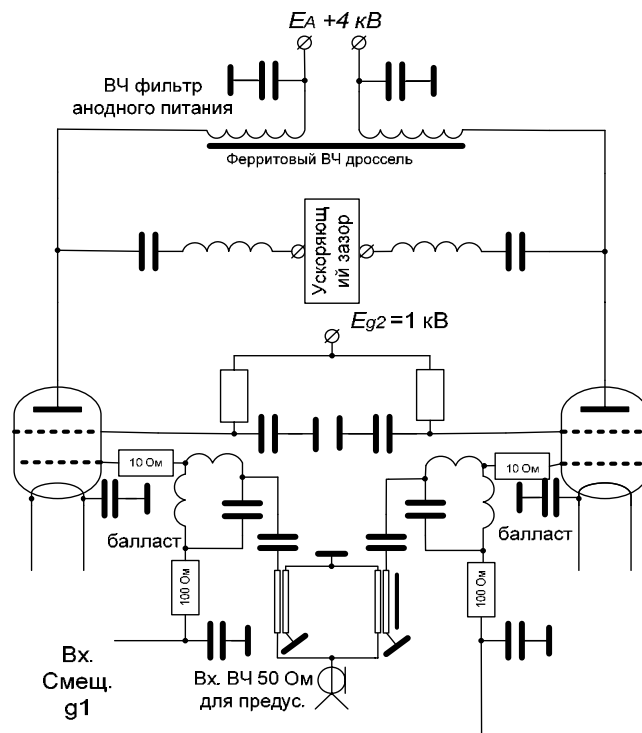 EА +4 кВ
ВЧ фильтр
анодного питания
Ферритовый ВЧ дроссель
Ускоряющ
ий зазор
Eg2 =1 кВ
10 Ом
10 Ом
балласт
балласт
100 Ом
100 Ом
Вх.
Смещ.
g1
Вх. ВЧ 50 Ом
для предус.